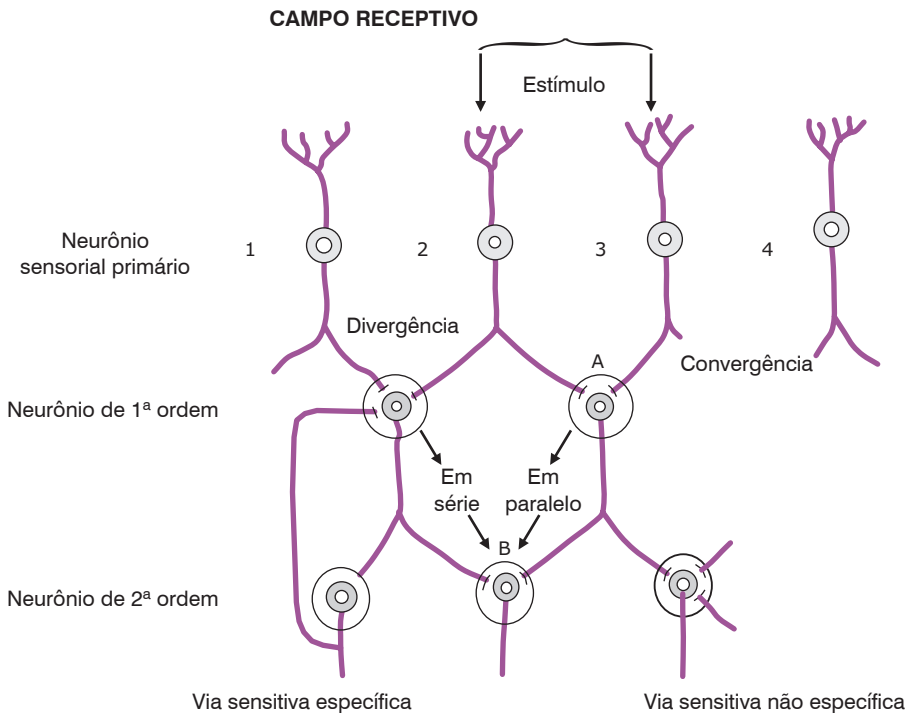 CAMPO RECEPTIVO
Estímulo
Neurônio
sensorial primário
1
2
3
4
Divergência
A
Convergência
Neurônio de 1ª ordem
Em
série
Em
paralelo
B
Neurônio de 2ª ordem
Via sensitiva específica
Via sensitiva não específica